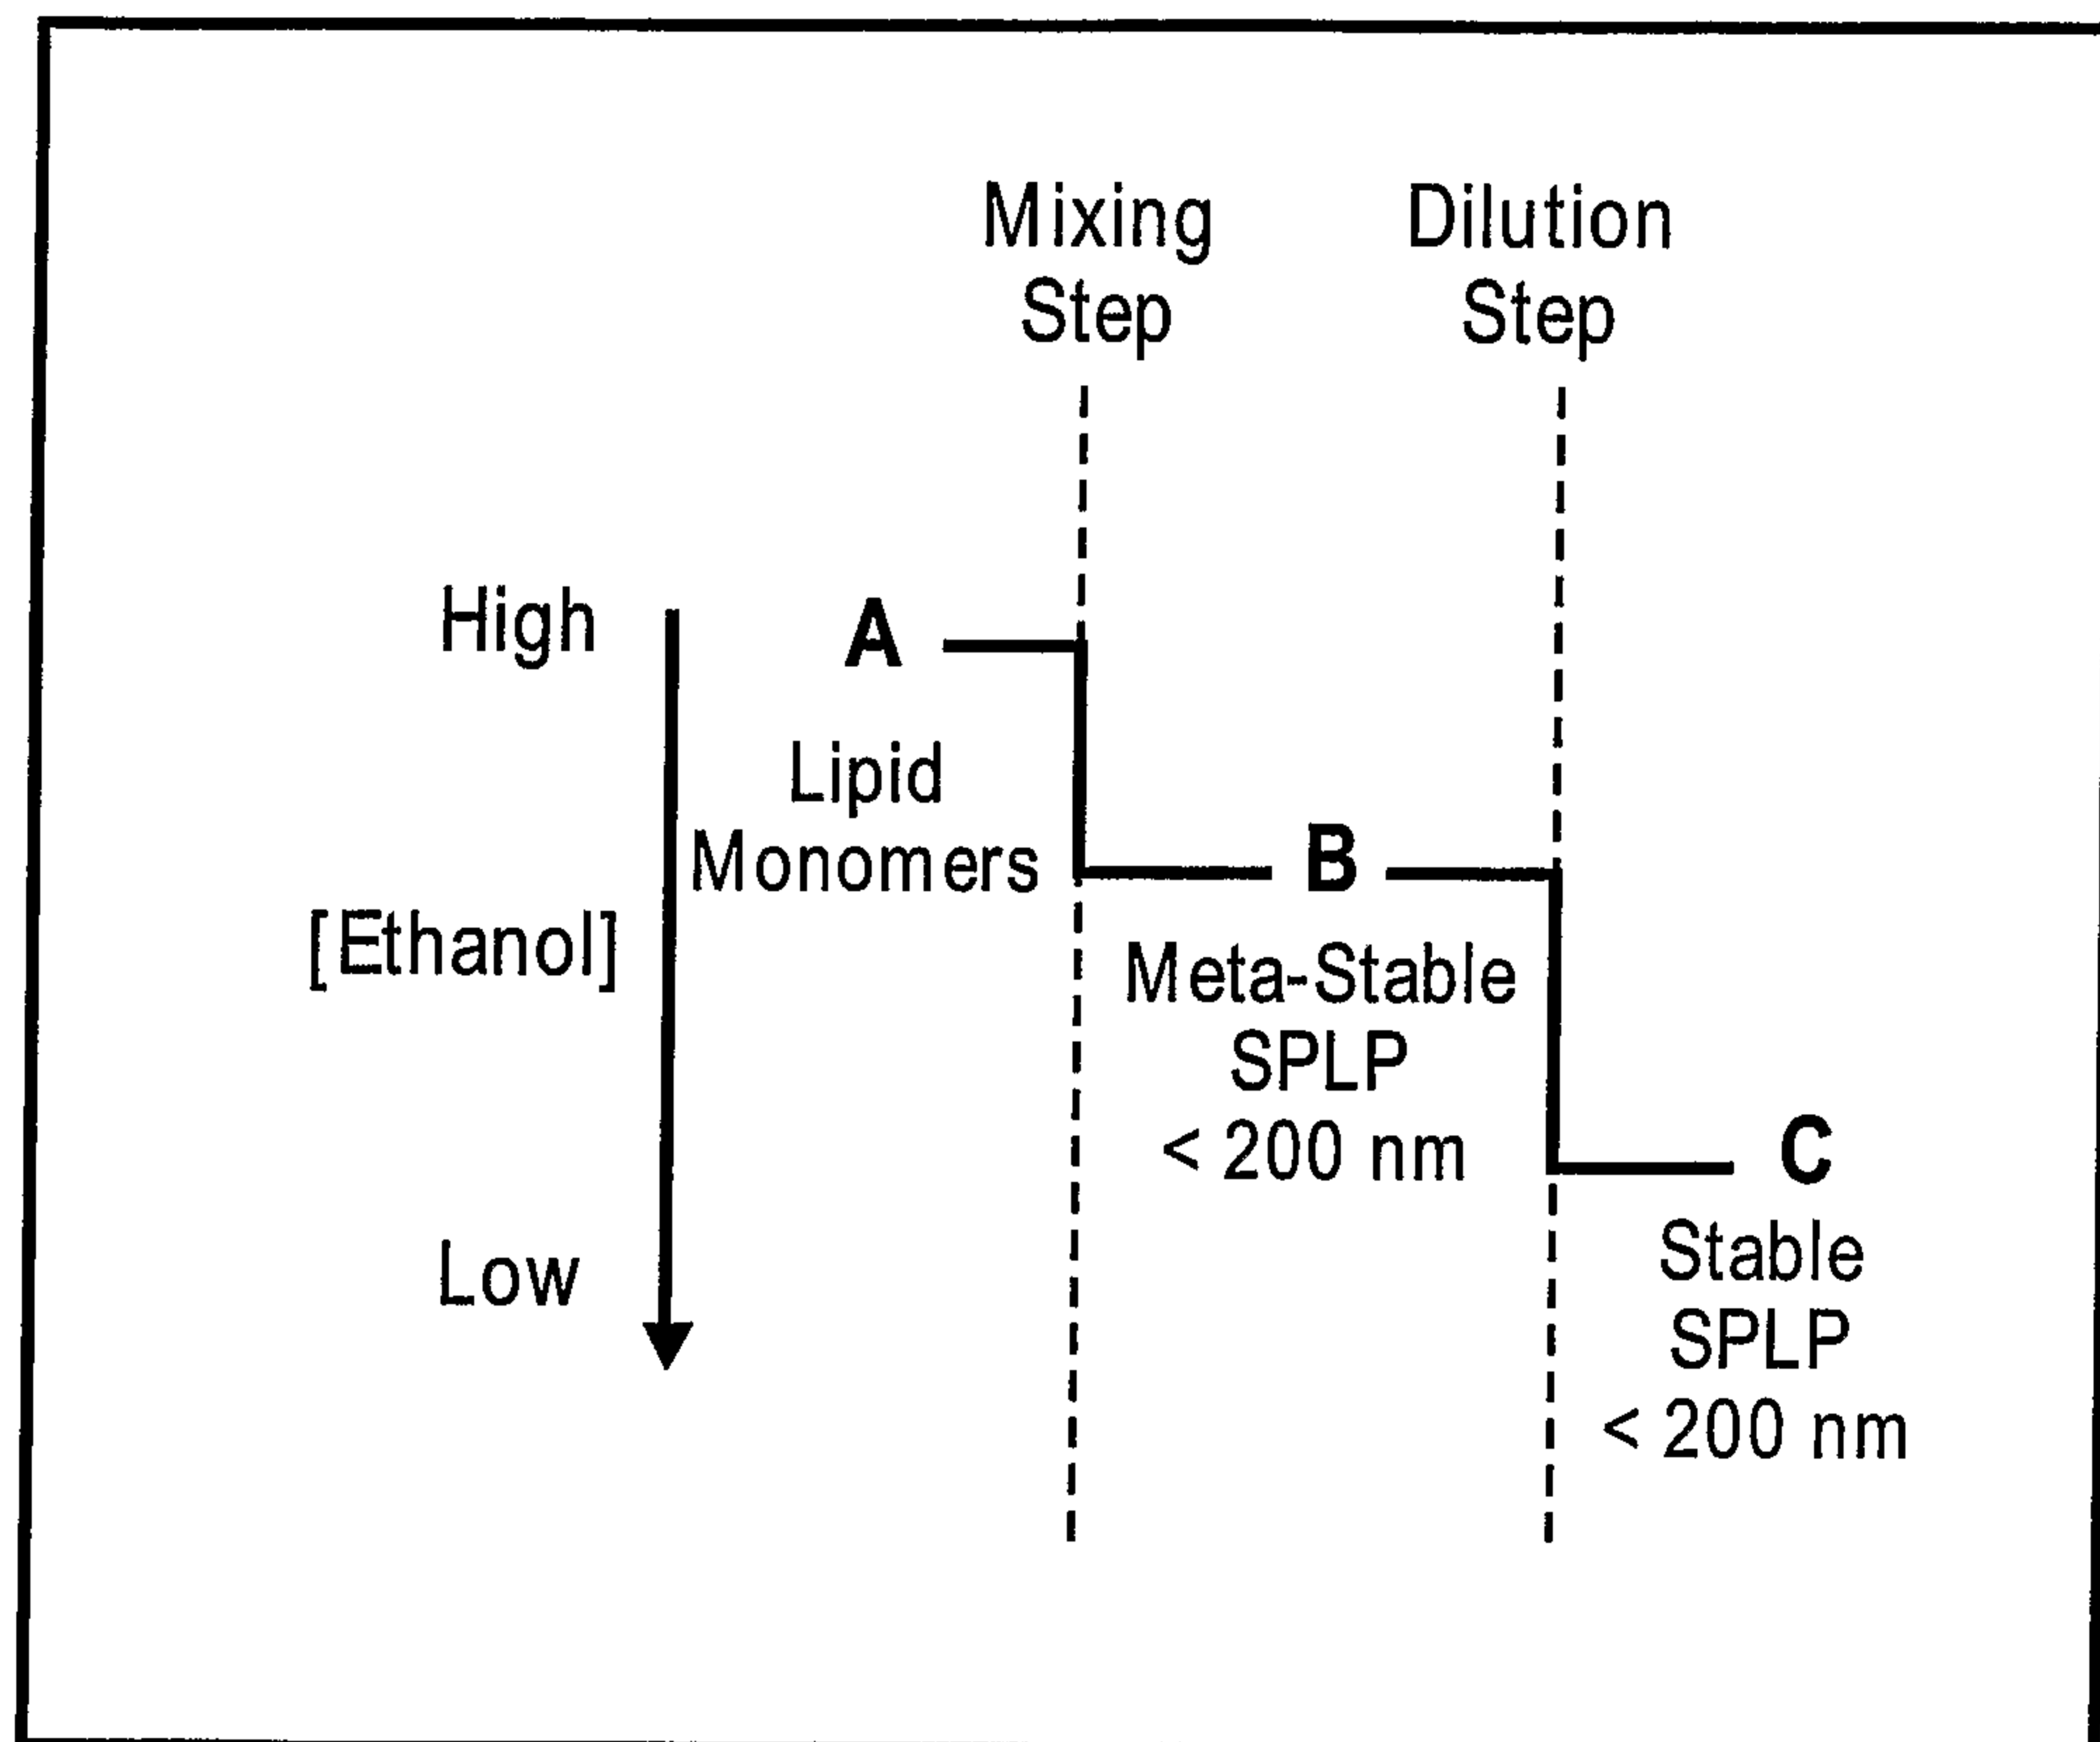 Mixing
Step
Dilution
Step
High
A
Lipid
Monomers
[Ethanol]
B
Meta-Stable
SPLP
< 200 nm
Low
C
Stable
SPLP
< 200 nm